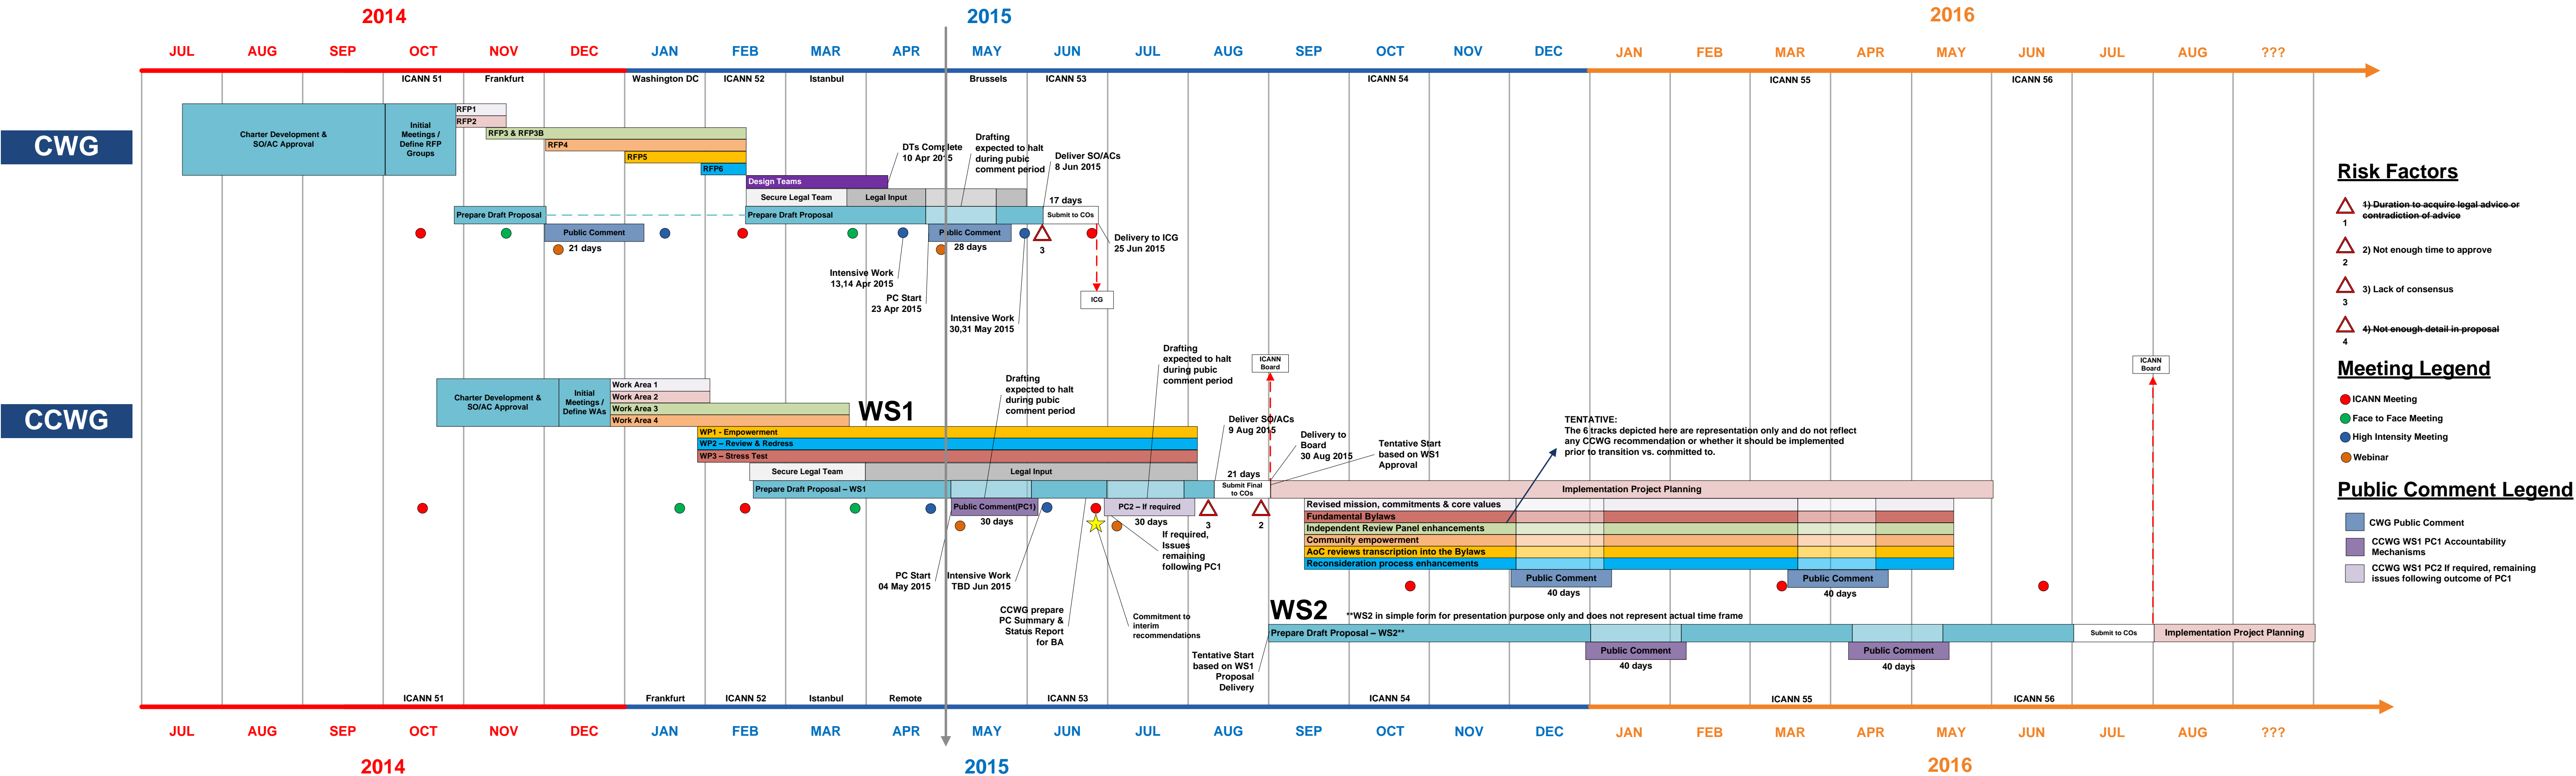 2014
2015
2016
JUL
AUG
SEP
OCT
NOV
DEC
JAN
FEB
MAR
APR
MAY
JUN
JUL
AUG
SEP
OCT
NOV
DEC
JAN
FEB
MAR
APR
MAY
JUN
JUL
AUG
???
ICANN 51
Frankfurt
Washington DC
ICANN 52
Istanbul
Brussels
ICANN 53
ICANN 54
ICANN 55
ICANN 56
CWG
Charter Development &
SO/AC Approval
Initial
Meetings /
Define RFP
Groups
RFP1
RFP2
RFP3 & RFP3B
RFP4
RFP5
RFP6
Design Teams
Secure Legal Team
Legal Input
Prepare Draft Proposal
Prepare Draft Proposal
Submit to COs
17 days
DTs Complete
10 Apr 2015
Drafting
expected to halt
during pubic
comment period
Deliver SO/ACs
8 Jun 2015
Public Comment
21 days
Public Comment
28 days
3
Delivery to ICG
25 Jun 2015
Intensive Work
13,14 Apr 2015
PC Start
23 Apr 2015
Intensive Work
30,31 May 2015
ICG
CCWG
Charter Development &
SO/AC Approval
Initial
Meetings /
Define WAs
Work Area 1
Work Area 2
Work Area 3
Work Area 4
WS1
WP1 - Empowerment
WP2 – Review & Redress
WP3 – Stress Test
Secure Legal Team
Legal Input
Prepare Draft Proposal – WS1
Drafting
expected to halt
during pubic
comment period
Drafting
expected to halt
during pubic
comment period
ICANN
Board
Deliver SO/ACs
9 Aug 2015
Delivery to
Board
30 Aug 2015
Tentative Start
based on WS1
Approval
21 days
Submit Final
to COs
TENTATIVE:
The 6 tracks depicted here are representation only and do not reflect
any CCWG recommendation or whether it should be implemented
prior to transition vs. committed to.
Implementation Project Planning
Revised mission, commitments & core values
Fundamental Bylaws
Independent Review Panel enhancements
Community empowerment
AoC reviews transcription into the Bylaws
Reconsideration process enhancements
Public Comment
40 days
Public Comment
40 days
Public Comment(PC1)
30 days
PC2 – If required
30 days
3
2
If required,
Issues
remaining
following PC1
PC Start
04 May 2015
Intensive Work
TBD Jun 2015
CCWG prepare
PC Summary &
Status Report
for BA
Commitment to
interim
recommendations
WS2
**WS2 in simple form for presentation purpose only and does not represent actual time frame
Prepare Draft Proposal – WS2**
Submit to COs
Implementation Project Planning
Public Comment
40 days
Public Comment
40 days
Tentative Start
based on WS1
Proposal
Delivery
ICANN
Board
Risk Factors
1) Duration to acquire legal advice or
contradiction of advice
1
2) Not enough time to approve
2
3) Lack of consensus
3
4) Not enough detail in proposal
4
Meeting Legend
ICANN Meeting
Face to Face Meeting
High Intensity Meeting
Webinar
Public Comment Legend
CWG Public Comment
CCWG WS1 PC1 Accountability
Mechanisms
CCWG WS1 PC2 If required, remaining
issues following outcome of PC1
ICANN 51
Frankfurt
ICANN 52
Istanbul
Remote
ICANN 53
ICANN 54
ICANN 55
ICANN 56
JUL
AUG
SEP
OCT
NOV
DEC
JAN
FEB
MAR
APR
MAY
JUN
JUL
AUG
SEP
OCT
NOV
DEC
JAN
FEB
MAR
APR
MAY
JUN
JUL
AUG
???
2014
2015
2016